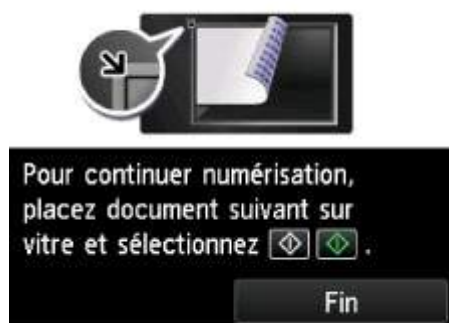 Pour continuer numérisation,
placez document suivant sur
vitre et sélectionnez .
Fin